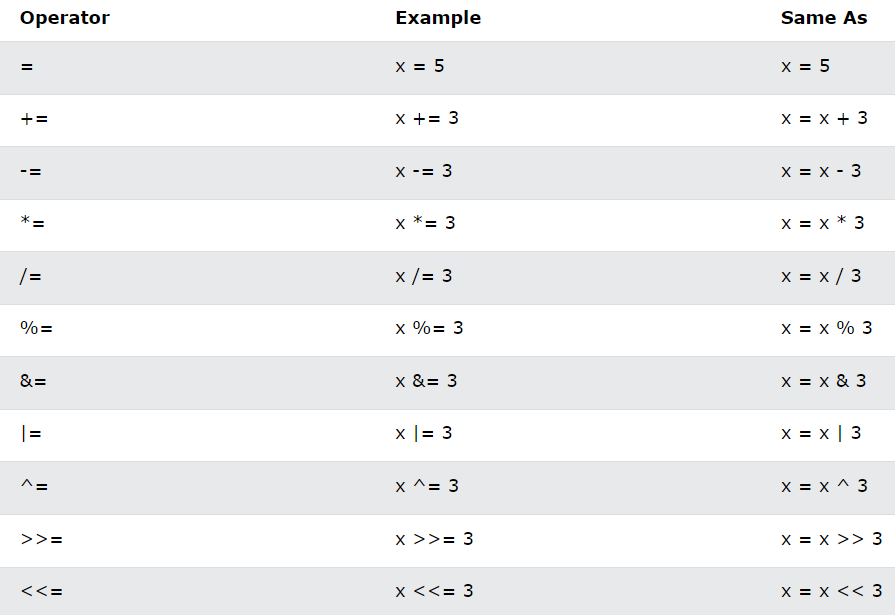 Operator Example Same As
= x = 5 x = 5
+= x += 3 x = x + 3
-= x -= 3 x = x - 3
*= x *= 3 x = x * 3
/= x /= 3 x = x / 3
%= x %= 3 x = x % 3
&= x &= 3 x = x & 3
|= x |= 3 x = x | 3
^= x ^= 3 x = x ^ 3
>>= x >>= 3 x = x >> 3
<<= x <<= 3 x = x << 3